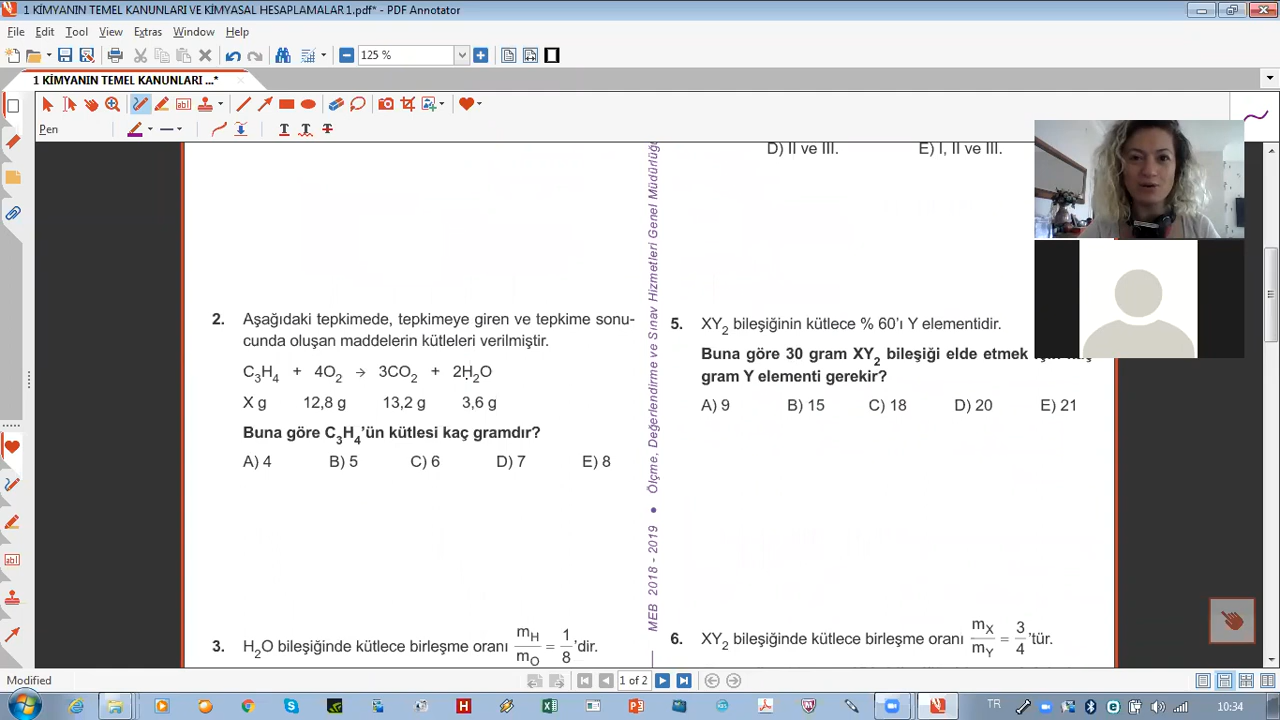 1 KİMYANIN TEMEL KANUNLARI VE KİMYASAL HESAPLAMALAR 1.pdf* - PDF Annotator
File Edit Tool View Extras Window Help
125 %
1 KİMYANIN TEMEL KANUNLARI ...*
Pen
D) II ve III. E) I, II ve III.
2. Aşağıdaki tepkimede, tepkimeye giren ve tepkime sonu-
cunda oluşan maddelerin kütleleri verilmiştir.
C3H4 + 4O2 → 3CO2 + 2H2O
X g 12,8 g 13,2 g 3,6 g
Buna göre C3H4'ün kütlesi kaç gramdır?
A) 4 B) 5 C) 6 D) 7 E) 8
3. H2O bileşiğinde kütlece birleşme oranı mH/mO = 1/8 'dir.
MEB 2018 - 2019 • Ölçme, Değerlendirme ve Sınav Hizmetleri Genel Müdürlüğü
5. XY2 bileşiğinin kütlece % 60'ı Y elementidir.
Buna göre 30 gram XY2 bileşiği elde etmek
gram Y elementi gerekir?
A) 9 B) 15 C) 18 D) 20 E) 21
6. XY2 bileşiğinde kütlece birleşme oranı mX/mY = 3/4 'tür.
Modified
1 of 2
TR
10:34